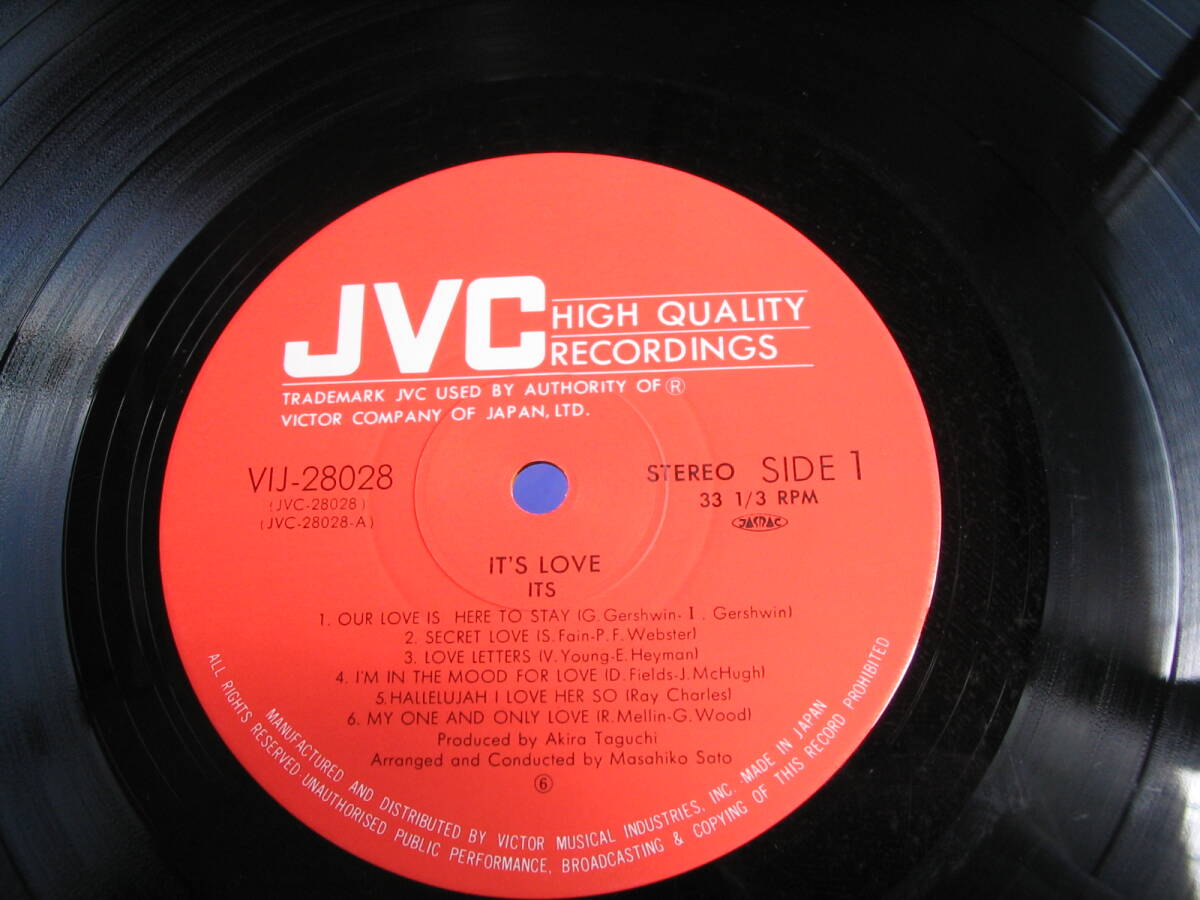 JVC HIGH QUALITY
RECORDINGS
TRADEMARK JVC USED BY AUTHORITY OF ®
VICTOR COMPANY OF JAPAN, LTD.
VIJ-28028
(JVC-28028)
(JVC-28028-A)
STEREO SIDE 1
33 1/3 RPM
JASRAC
IT'S LOVE
ITS
1. OUR LOVE IS HERE TO STAY (G. Gershwin-I. Gershwin)
2. SECRET LOVE (S. Fain-P.F. Webster)
3. LOVE LETTERS (V. Young-E. Heyman)
4. I'M IN THE MOOD FOR LOVE (D. Fields-J. McHugh)
5. HALLELUJAH I LOVE HER SO (Ray Charles)
6. MY ONE AND ONLY LOVE (R. Mellin-G. Wood)
Produced by Akira Taguchi
Arranged and Conducted by Masahiko Sato
⑥
MANUFACTURED AND DISTRIBUTED BY VICTOR MUSICAL INDUSTRIES, INC. MADE IN JAPAN
ALL RIGHTS RESERVED UNAUTHORISED PUBLIC PERFORMANCE, BROADCASTING & COPYING OF THIS RECORD PROHIBITED